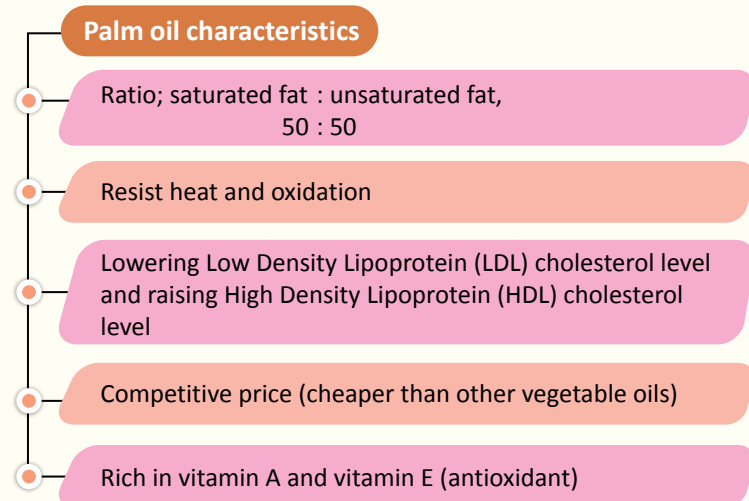 Palm oil characteristics
Ratio; saturated fat : unsaturated fat,
50 : 50
Resist heat and oxidation
Lowering Low Density Lipoprotein (LDL) cholesterol level
and raising High Density Lipoprotein (HDL) cholesterol
level
Competitive price (cheaper than other vegetable oils)
Rich in vitamin A and vitamin E (antioxidant)